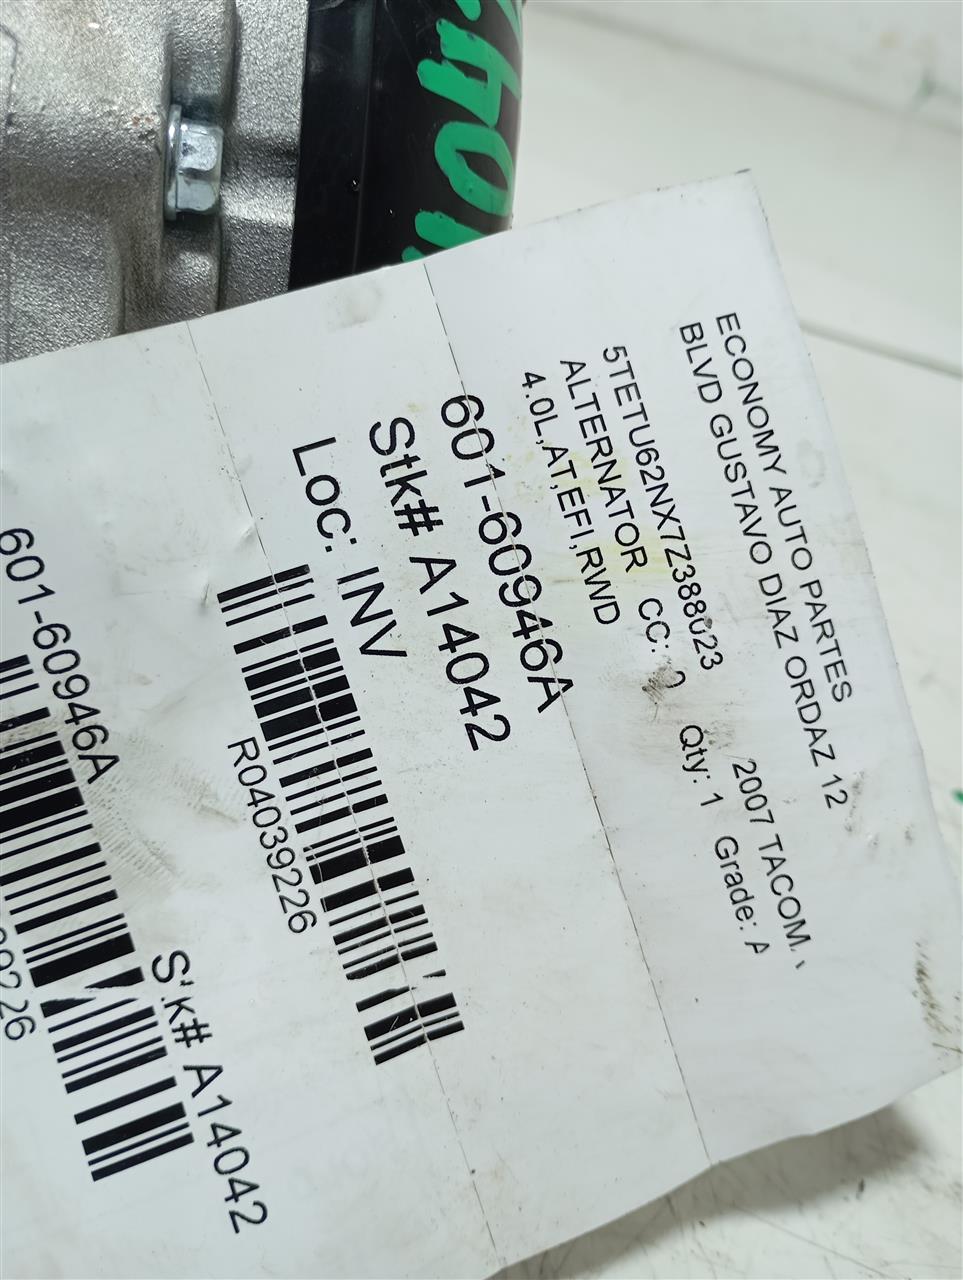 ECONOMY AUTO PARTES
BLVD GUSTAVO DIAZ ORDAZ 12
5TETU62NX7Z388023 2007
ALTERNATOR CC: Qty: 1 Grade: A
4.0L,AT,EFI,RWD
601-60946A
Stk# A14042
Loc: INV
R04039226
601-60946A
Stk# A14042